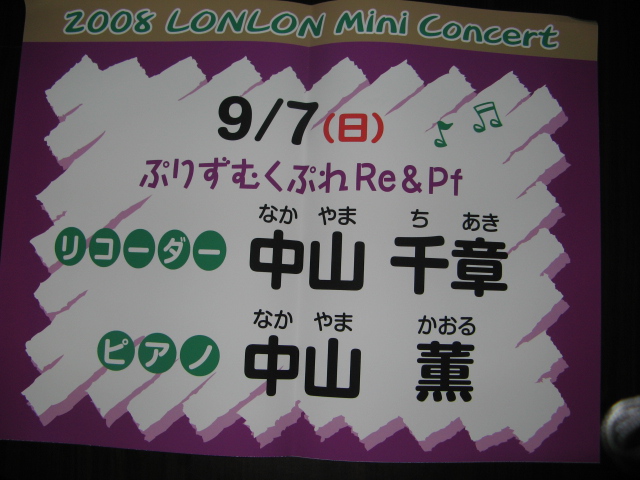 2008 LONLON Mini Concert
9/7(日)
ぷりずむくぷれRe&Pf
なか やま ち あき
リコーダー 中山 千章
なか やま かおる
ピアノ 中山 薫